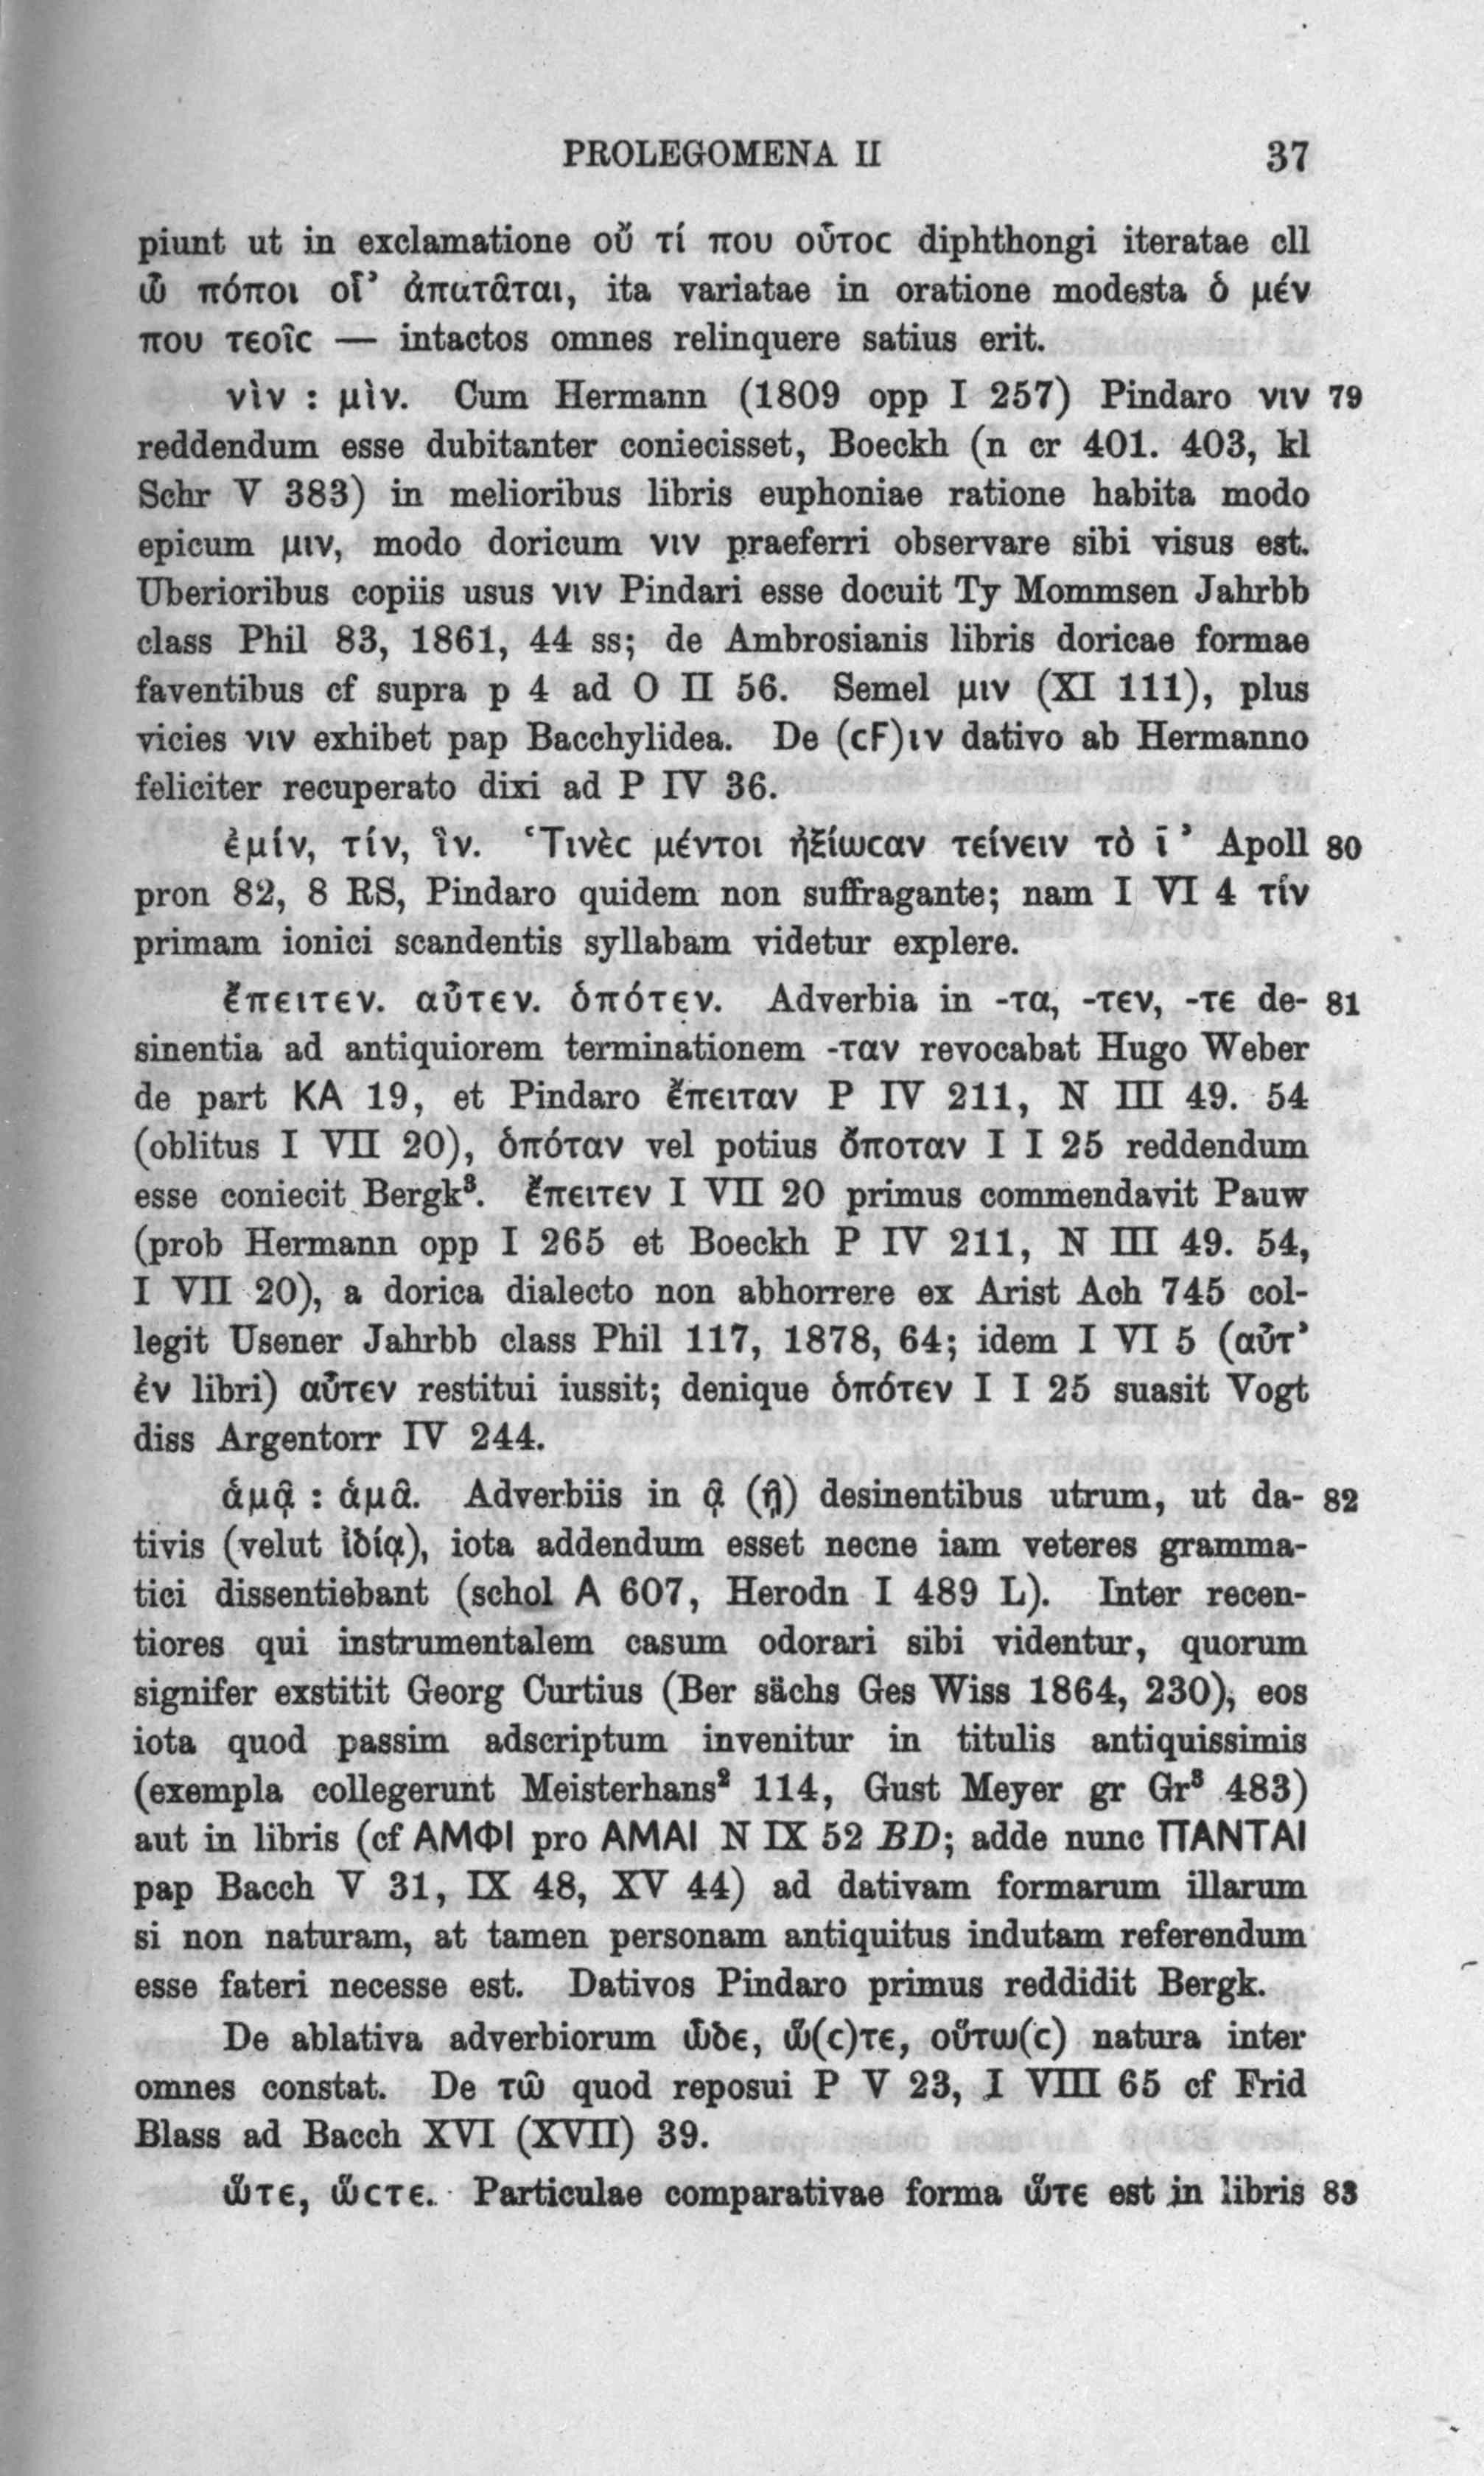 PROLEGOMENA II 37
piunt ut in exclamatione οὔ τί που οὗτοc diphthongi iteratae cll
ὢ πόποι οἷ' ἀπατᾶται, ita variatae in oratione modesta ὁ μέν
που τεοῖc — intactos omnes relinquere satius erit.
νὶν : μὶν. Cum Hermann (1809 opp I 257) Pindaro νιν 79
reddendum esse dubitanter coniecisset, Boeckh (n cr 401. 403, kl
Schr V 383) in melioribus libris euphoniae ratione habita modo
epicum μιν, modo doricum νιν praeferri observare sibi visus est.
Uberioribus copiis usus νιν Pindari esse docuit Ty Mommsen Jahrbb
class Phil 83, 1861, 44 ss; de Ambrosianis libris doricae formae
faventibus cf supra p 4 ad O II 56. Semel μιν (XI 111), plus
vicies νιν exhibet pap Bacchylidea. De (cϜ)ιν dativo ab Hermanno
feliciter recuperato dixi ad P IV 36.
ἐμίν, τίν, ἳν. ‘Τινὲc μέντοι ἠξίωcαν τείνειν τὸ ῑ’ Apoll 80
pron 82, 8 RS, Pindaro quidem non suffragante; nam I VI 4 τίν
primam ionici scandentis syllabam videtur explere.
ἔπειτεν. αὖτεν. ὁπότεν. Adverbia in -τα, -τεν, -τε de- 81
sinentia ad antiquiorem terminationem -ταν revocabat Hugo Weber
de part ΚΑ 19, et Pindaro ἔπειταν P IV 211, N III 49. 54
(oblitus I VII 20), ὁπόταν vel potius ὅποταν I I 25 reddendum
esse coniecit Bergk³. ἔπειτεν I VII 20 primus commendavit Pauw
(prob Hermann opp I 265 et Boeckh P IV 211, N III 49. 54,
I VII 20), a dorica dialecto non abhorrere ex Arist Ach 745 col-
legit Usener Jahrbb class Phil 117, 1878, 64; idem I VI 5 (αὖτ'
ἐν libri) αὖτεν restitui iussit; denique ὁπότεν I I 25 suasit Vogt
diss Argentorr IV 244.
ἁμᾷ : ἁμᾶ. Adverbiis in ᾷ (ῇ) desinentibus utrum, ut da- 82
tivis (velut ἰδίᾳ), iota addendum esset necne iam veteres gramma-
tici dissentiebant (schol Α 607, Herodn I 489 L). Inter recen-
tiores qui instrumentalem casum odorari sibi videntur, quorum
signifer exstitit Georg Curtius (Ber sächs Ges Wiss 1864, 230), eos
iota quod passim adscriptum invenitur in titulis antiquissimis
(exempla collegerunt Meisterhans² 114, Gust Meyer gr Gr³ 483)
aut in libris (cf ΑΜΦΙ pro ΑΜΑΙ N IX 52 BD; adde nunc ΠΑΝΤΑΙ
pap Bacch V 31, IX 48, XV 44) ad dativam formarum illarum
si non naturam, at tamen personam antiquitus indutam referendum
esse fateri necesse est. Dativos Pindaro primus reddidit Bergk.
De ablativa adverbiorum ὧδε, ὥ(c)τε, οὕτω(c) natura inter
omnes constat. De τῶ quod reposui P V 23, I VIII 65 cf Frid
Blass ad Bacch XVI (XVII) 39.
ὥτε, ὥcτε. Particulae comparativae forma ὥτε est in libris 83